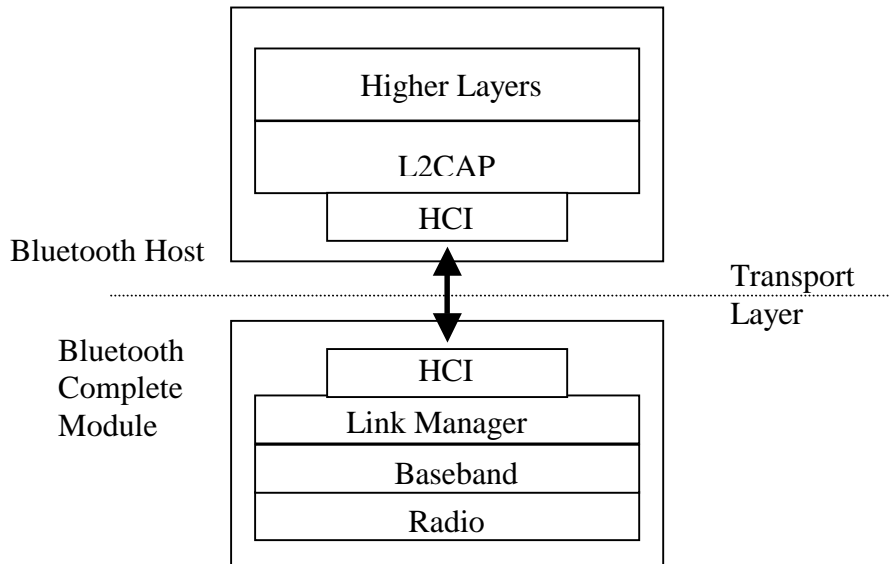 Higher Layers
L2CAP
HCI
Bluetooth Host
Transport
Layer
Bluetooth
Complete
Module
HCI
Link Manager
Baseband
Radio